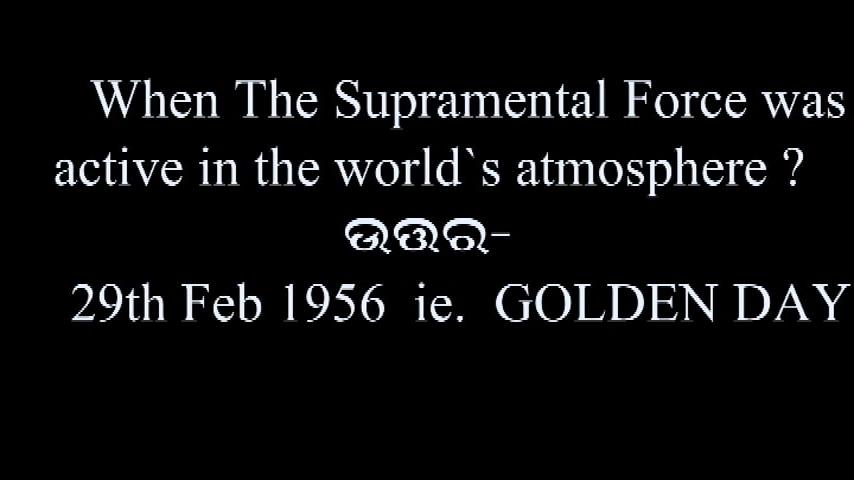 When The Supramental Force was
active in the world`s atmosphere ?
ଉତ୍ତର-
29th Feb 1956 ie. GOLDEN DAY